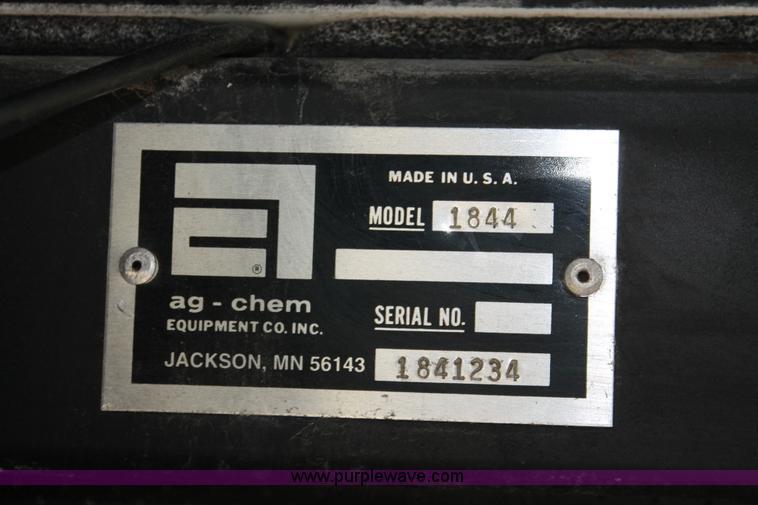 MADE IN U. S. A.
MODEL 1844
®
ag - chem
EQUIPMENT CO. INC.
SERIAL NO.
JACKSON, MN 56143
1841234
www.purplewave.com